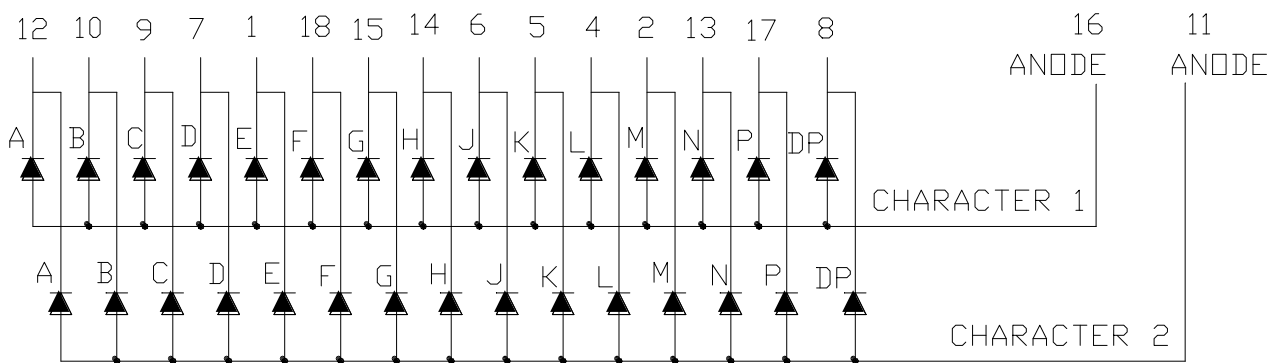 12 10 9 7 1 18 15 14 6 5 4 2 13 17 8 16 11
ANODE ANODE
A B C D E F G H J K L M N P DP
CHARACTER 1
A B C D E F G H J K L M N P DP
CHARACTER 2